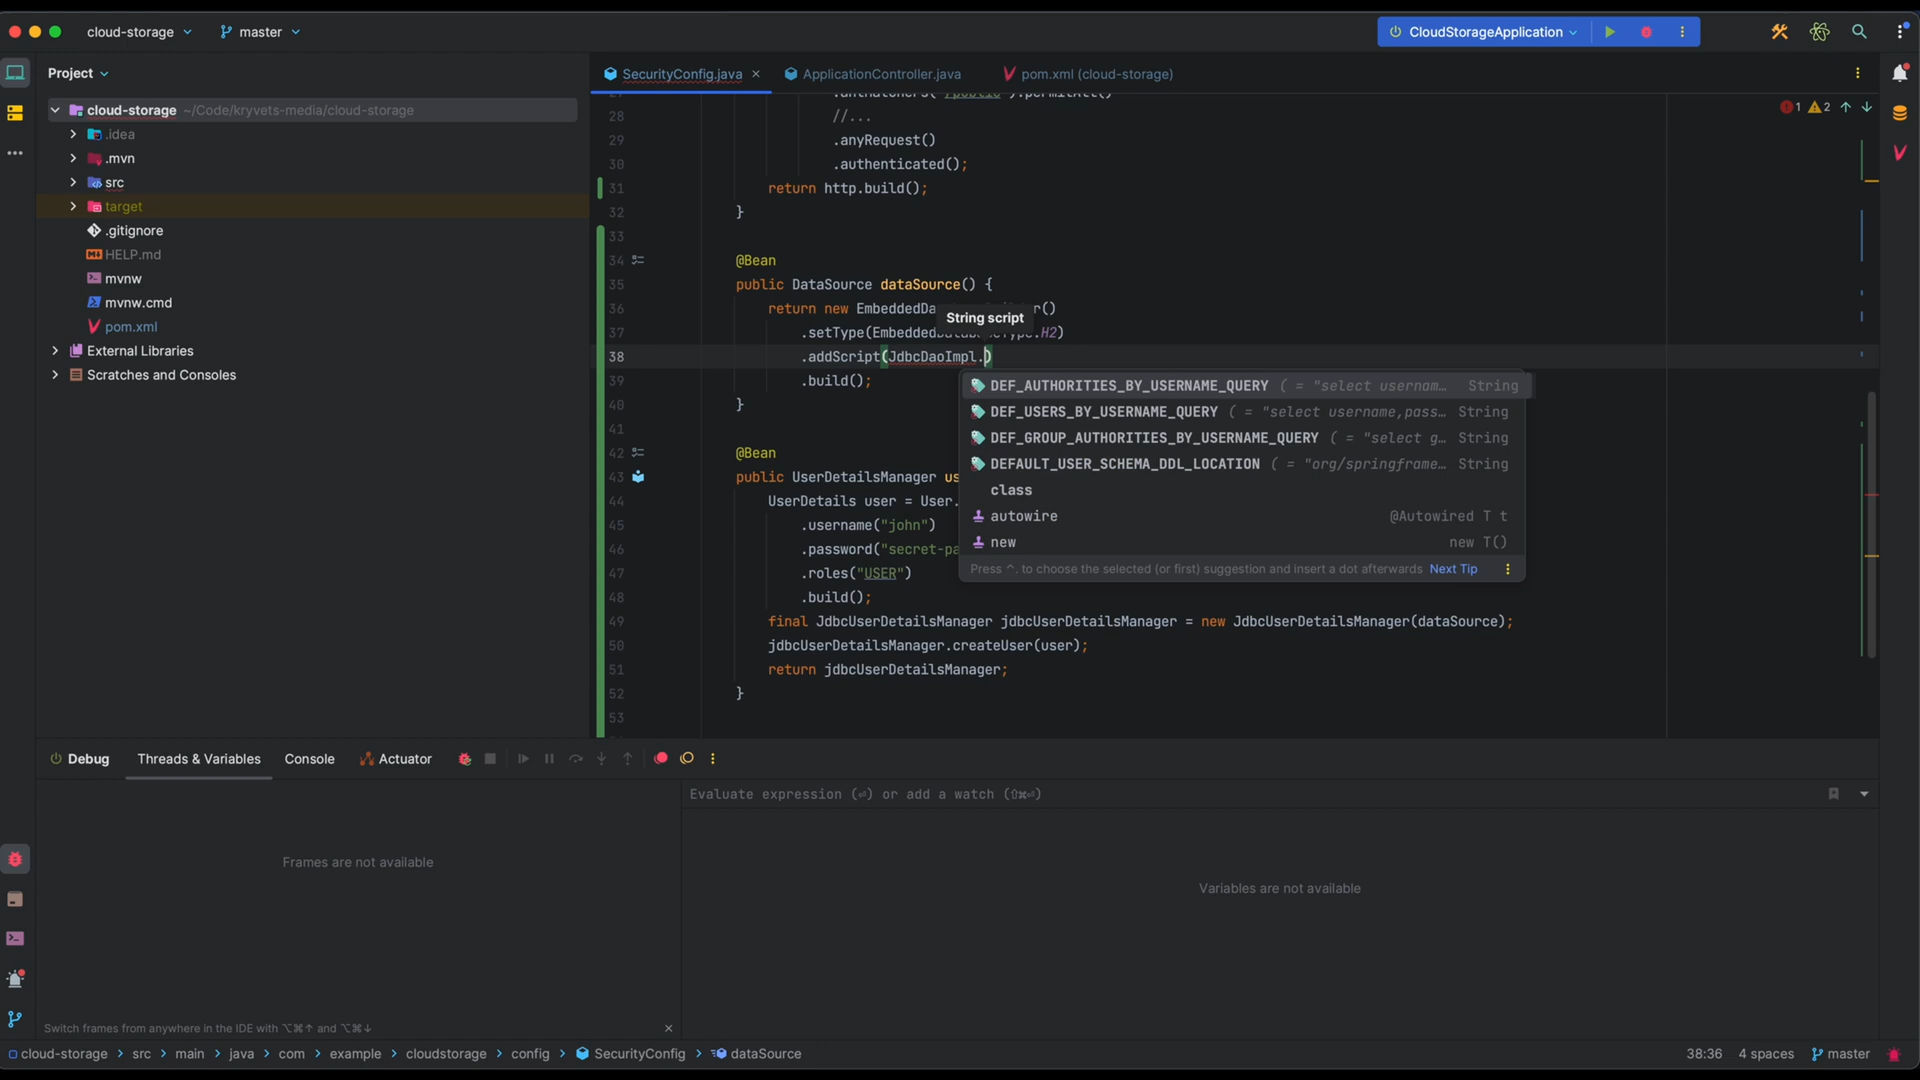 cloud-storage
master
CloudStorageApplication
Project
SecurityConfig.java
ApplicationController.java
pom.xml (cloud-storage)
cloud-storage ~/Code/kryvets-media/cloud-storage
.idea
.mvn
src
target
.gitignore
HELP.md
mvnw
mvnw.cmd
pom.xml
External Libraries
Scratches and Consoles
1 2
28 //...
29 .anyRequest()
30 .authenticated();
31 return http.build();
32 }
33
34 @Bean
35 public DataSource dataSource() {
36 return new EmbeddedDa r()
String script
37 .setType(EmbeddedDatabaseType.H2)
38 .addScript(JdbcDaoImpl.)
39 .build();
40 }
41
42 @Bean
43 public UserDetailsManager us
44 UserDetails user = User.
45 .username("john")
46 .password("secret-pa
47 .roles("USER")
48 .build();
49 final JdbcUserDetailsManager jdbcUserDetailsManager = new JdbcUserDetailsManager(dataSource);
50 jdbcUserDetailsManager.createUser(user);
51 return jdbcUserDetailsManager;
52 }
53
DEF_AUTHORITIES_BY_USERNAME_QUERY ( = "select usernam… String
DEF_USERS_BY_USERNAME_QUERY ( = "select username,pass… String
DEF_GROUP_AUTHORITIES_BY_USERNAME_QUERY ( = "select g… String
DEFAULT_USER_SCHEMA_DDL_LOCATION ( = "org/springframe… String
class
autowire @Autowired T t
new new T()
Press ^. to choose the selected (or first) suggestion and insert a dot afterwards Next Tip
Debug Threads & Variables Console Actuator
Evaluate expression (⏎) or add a watch (⇧⌘⏎)
Frames are not available
Variables are not available
Switch frames from anywhere in the IDE with ⌥⌘↑ and ⌥⌘↓
cloud-storage > src > main > java > com > example > cloudstorage > config > SecurityConfig > dataSource
38:36 4 spaces master